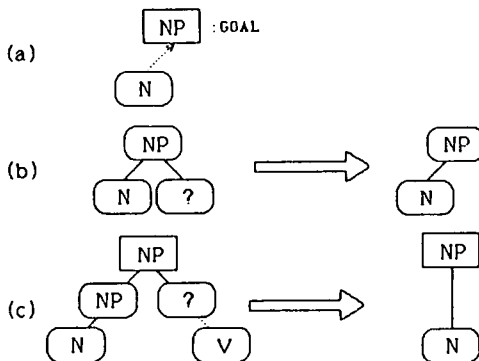 NP :GOAL
(a)
N
NP
(b) N ? NP
N
NP NP
(c) NP ?
N V N